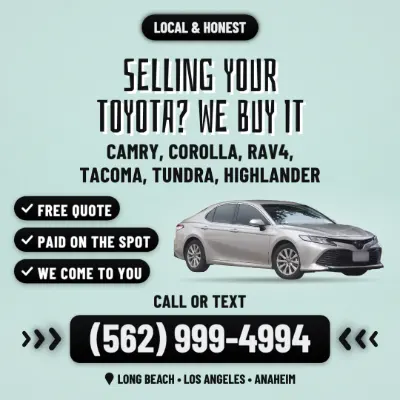 LOCAL & HONEST
SELLING YOUR
TOYOTA? WE BUY IT
CAMRY, COROLLA, RAV4,
TACOMA, TUNDRA, HIGHLANDER
FREE QUOTE
PAID ON THE SPOT
WE COME TO YOU
CALL OR TEXT
(562) 999-4994
LONG BEACH • LOS ANGELES • ANAHEIM